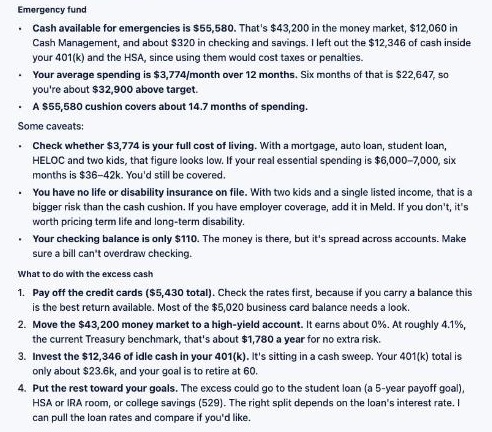 Emergency fund
• Cash available for emergencies is $55,580. That's $43,200 in the money market, $12,060 in
Cash Management, and about $320 in checking and savings. I left out the $12,346 of cash inside
your 401(k) and the HSA, since using them would cost taxes or penalties.
• Your average spending is $3,774/month over 12 months. Six months of that is $22,647, so
you're about $32,900 above target.
• A $55,580 cushion covers about 14.7 months of spending.
Some caveats:
• Check whether $3,774 is your full cost of living. With a mortgage, auto loan, student loan,
HELOC and two kids, that figure looks low. If your real essential spending is $6,000–7,000, six
months is $36–42k. You'd still be covered.
• You have no life or disability insurance on file. With two kids and a single listed income, that is a
bigger risk than the cash cushion. If you have employer coverage, add it in Meld. If you don't, it's
worth pricing term life and long-term disability.
• Your checking balance is only $110. The money is there, but it's spread across accounts. Make
sure a bill can't overdraw checking.
What to do with the excess cash
1. Pay off the credit cards ($5,430 total). Check the rates first, because if you carry a balance this
is the best return available. Most of the $5,020 business card balance needs a look.
2. Move the $43,200 money market to a high-yield account. It earns about 0%. At roughly 4.1%,
the current Treasury benchmark, that's about $1,780 a year for no extra risk.
3. Invest the $12,346 of idle cash in your 401(k). It's sitting in a cash sweep. Your 401(k) total is
only about $23.6k, and your goal is to retire at 60.
4. Put the rest toward your goals. The excess could go to the student loan (a 5-year payoff goal),
HSA or IRA room, or college savings (529). The right split depends on the loan's interest rate. I
can pull the loan rates and compare if you'd like.